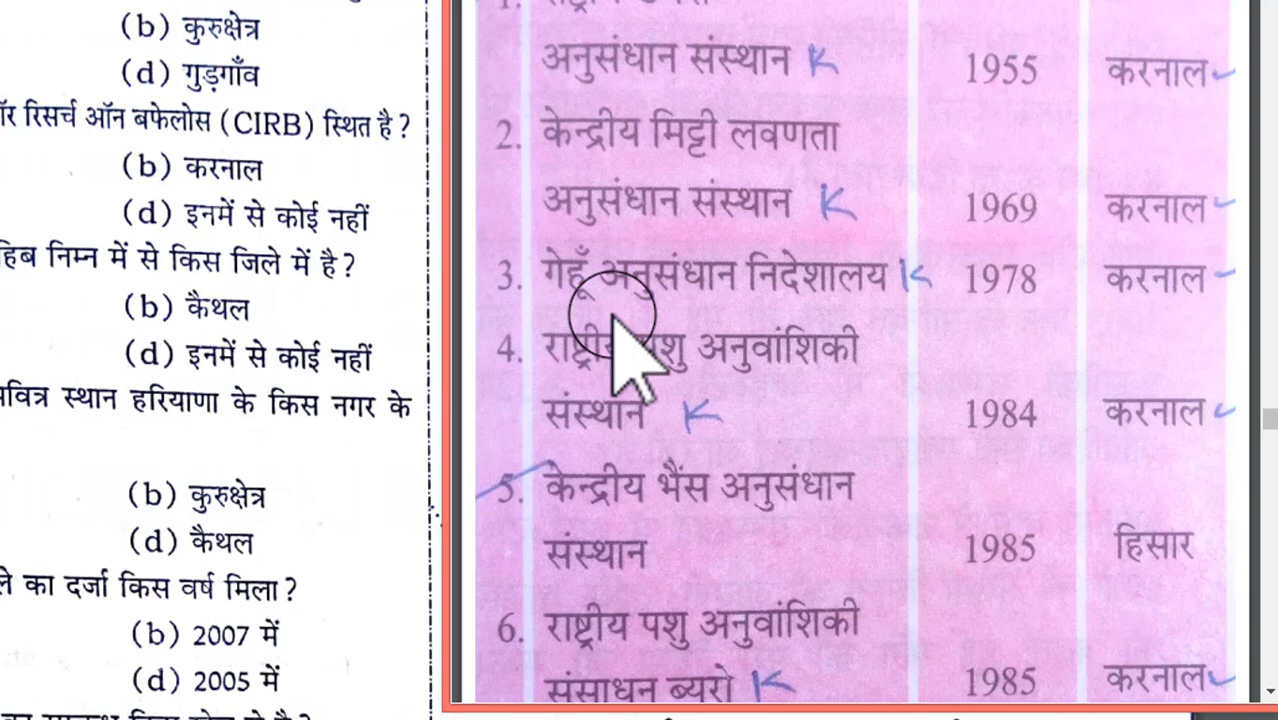 (b) कुरुक्षेत्र
(d) गुड़गाँव
रिसर्च ऑन बफेलोस (CIRB) स्थित है?
(b) करनाल
(d) इनमें से कोई नहीं
निम्न में से किस जिले में है?
(b) कैथल
(d) इनमें से कोई नहीं
स्थान हरियाणा के किस नगर के
(b) कुरुक्षेत्र
(d) कैथल
का दर्जा किस वर्ष मिला?
(b) 2007 में
(d) 2005 में
अनुसंधान संस्थान K 1955 करनाल
2. केन्द्रीय मिट्टी लवणता
अनुसंधान संस्थान K 1969 करनाल
3. गेहूँ अनुसंधान निदेशालय K 1978 करनाल
4. राष्ट्रीय पशु अनुवांशिकी
संस्थान K 1984 करनाल
5. केन्द्रीय भैंस अनुसंधान
संस्थान 1985 हिसार
6. राष्ट्रीय पशु अनुवांशिकी
संसाधन ब्यूरो K 1985 करनाल